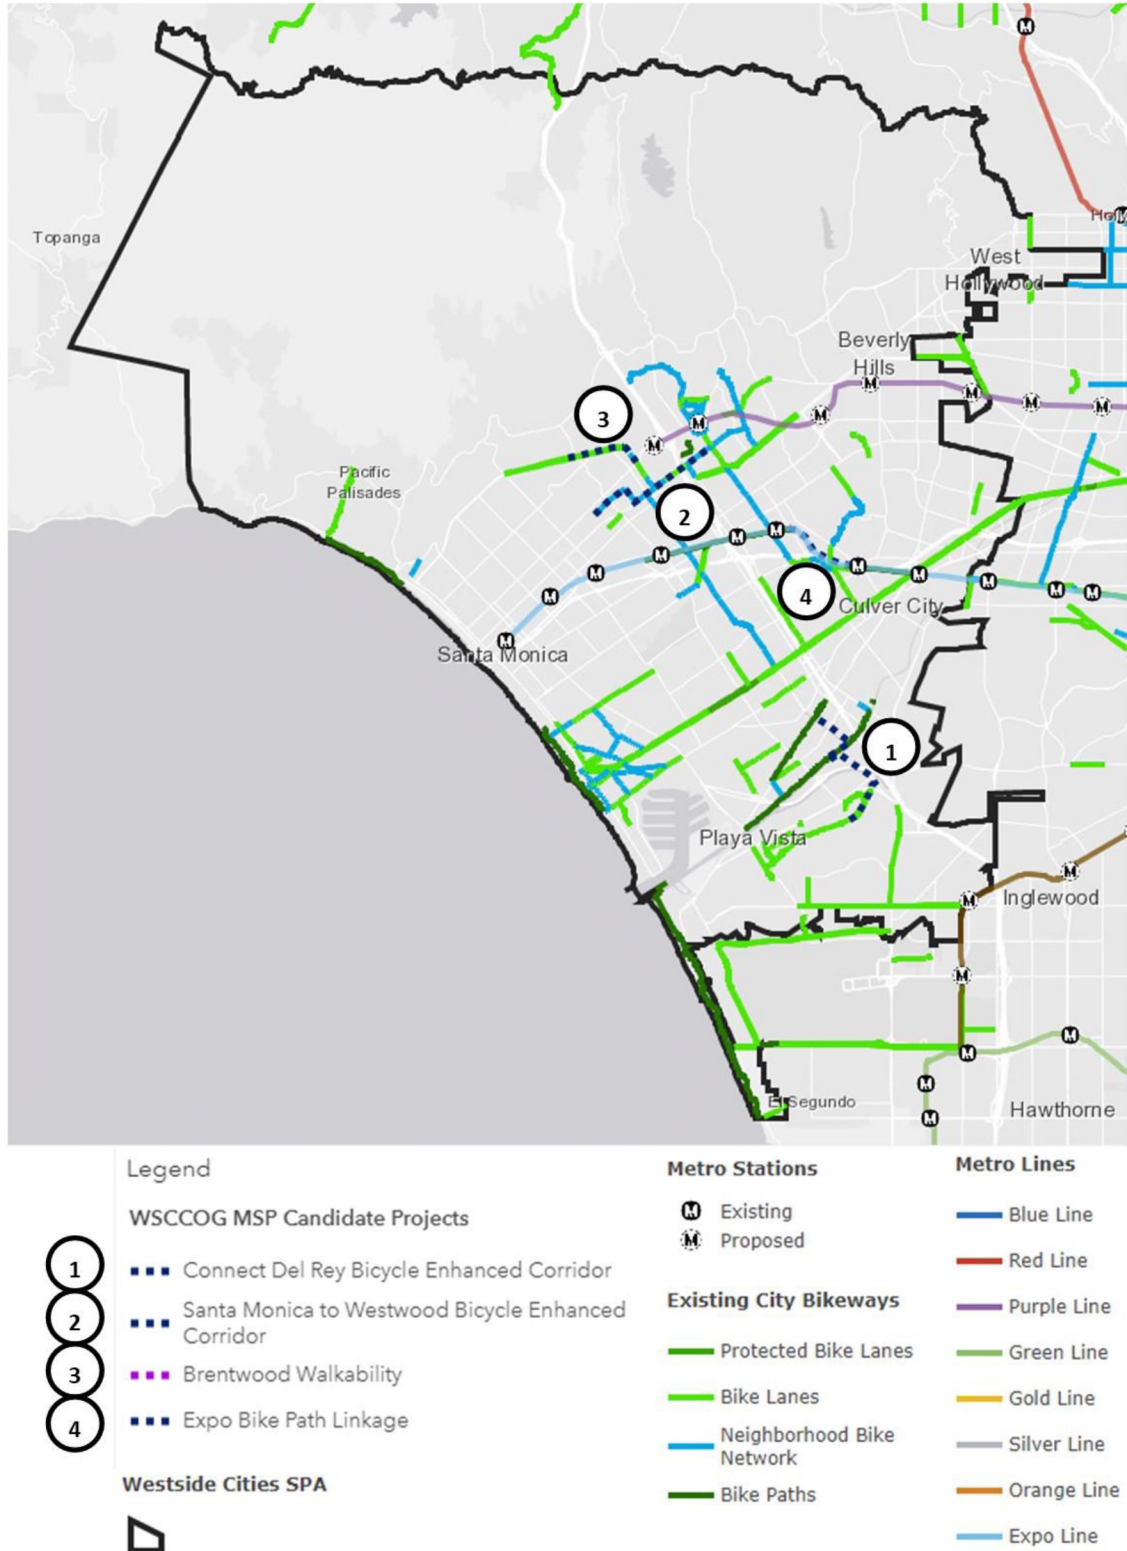 Holly
West
Hollywood
Topanga
Beverly
Hills
3
Pacific
Palisades
2
4
Culver City
Santa Monica
1
Playa Vista
Inglewood
El Segundo
Hawthorne
Legend
WSCCOG MSP Candidate Projects
1 Connect Del Rey Bicycle Enhanced Corridor
2 Santa Monica to Westwood Bicycle Enhanced
Corridor
3 Brentwood Walkability
4 Expo Bike Path Linkage
Westside Cities SPA
Metro Stations
M Existing
M Proposed
Existing City Bikeways
Protected Bike Lanes
Bike Lanes
Neighborhood Bike
Network
Bike Paths
Metro Lines
Blue Line
Red Line
Purple Line
Green Line
Gold Line
Silver Line
Orange Line
Expo Line